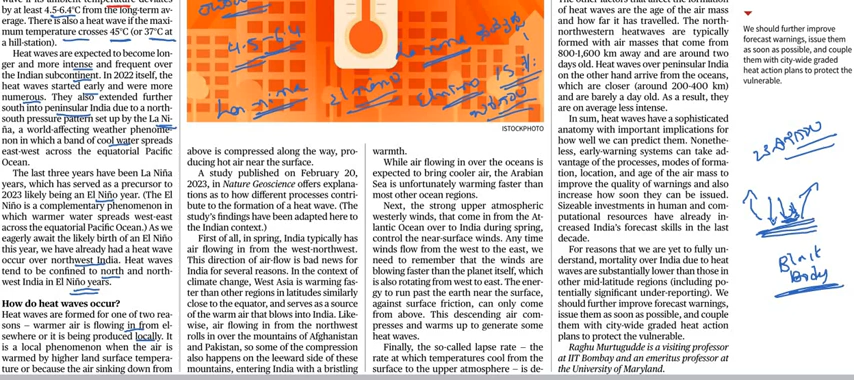 wave if its ambient temperature deviates
by at least 4.5-6.4°C from the long-term av-
erage. There is also a heat wave if the maxi-
mum temperature crosses 45°C (or 37°C at
a hill-station).
Heat waves are expected to become lon-
ger and more intense and frequent over
the Indian subcontinent. In 2022 itself, the
heat waves started early and were more
numerous. They also extended further
south into peninsular India due to a north-
south pressure pattern set up by the La Ni-
ña, a world-affecting weather phenome-
non in which a band of cool water spreads
east-west across the equatorial Pacific
Ocean.
The last three years have been La Niña
years, which has served as a precursor to
2023 likely being an El Niño year. (The El
Niño is a complementary phenomenon in
which warmer water spreads west-east
across the equatorial Pacific Ocean.) As we
eagerly await the likely birth of an El Niño
this year, we have already had a heat wave
occur over northwest India. Heat waves
tend to be confined to north and north-
west India in El Niño years.
How do heat waves occur?
Heat waves are formed for one of two rea-
sons – warmer air is flowing in from el-
sewhere or it is being produced locally. It
is a local phenomenon when the air is
warmed by higher land surface tempera-
ture or because the air sinking down from
4.5-6.4
La nina
el nino
15
ISTOCKPHOTO
above is compressed along the way, pro-
ducing hot air near the surface.
A study published on February 20,
2023, in Nature Geoscience offers explana-
tions as to how different processes contri-
bute to the formation of a heat wave. (The
study's findings have been adapted here to
the Indian context.)
First of all, in spring, India typically has
air flowing in from the west-northwest.
This direction of air-flow is bad news for
India for several reasons. In the context of
climate change, West Asia is warming fas-
ter than other regions in latitudes similarly
close to the equator, and serves as a source
of the warm air that blows into India. Like-
wise, air flowing in from the northwest
rolls in over the mountains of Afghanistan
and Pakistan, so some of the compression
also happens on the leeward side of these
mountains, entering India with a bristling
warmth.
While air flowing in over the oceans is
expected to bring cooler air, the Arabian
Sea is unfortunately warming faster than
most other ocean regions.
Next, the strong upper atmospheric
westerly winds, that come in from the At-
lantic Ocean over to India during spring,
control the near-surface winds. Any time
winds flow from the west to the east, we
need to remember that the winds are
blowing faster than the planet itself, which
is also rotating from west to east. The ener-
gy to run past the earth near the surface,
against surface friction, can only come
from above. This descending air com-
presses and warms up to generate some
heat waves.
Finally, the so-called lapse rate – the
rate at which temperatures cool from the
surface to the upper atmosphere – is de-
of heat waves are the age of the air mass
and how far it has travelled. The north-
northwestern heatwaves are typically
formed with air masses that come from
800-1,600 km away and are around two
days old. Heat waves over peninsular India
on the other hand arrive from the oceans,
which are closer (around 200-400 km)
and are barely a day old. As a result, they
are on average less intense.
In sum, heat waves have a sophisticated
anatomy with important implications for
how well we can predict them. Nonethe-
less, early-warning systems can take ad-
vantage of the processes, modes of forma-
tion, location, and age of the air mass to
improve the quality of warnings and also
increase how soon they can be issued.
Sizeable investments in human and com-
putational resources have already in-
creased India's forecast skills in the last
decade.
For reasons that we are yet to fully un-
derstand, mortality over India due to heat
waves are substantially lower than those in
other mid-latitude regions (including po-
tentially significant under-reporting). We
should further improve forecast warnings,
issue them as soon as possible, and couple
them with city-wide graded heat action
plans to protect the vulnerable.
Raghu Murtugudde is a visiting professor
at IIT Bombay and an emeritus professor at
the University of Maryland.
We should further improve
forecast warnings, issue them
as soon as possible, and couple
them with city-wide graded
heat action plans to protect the
vulnerable.
Black
Body